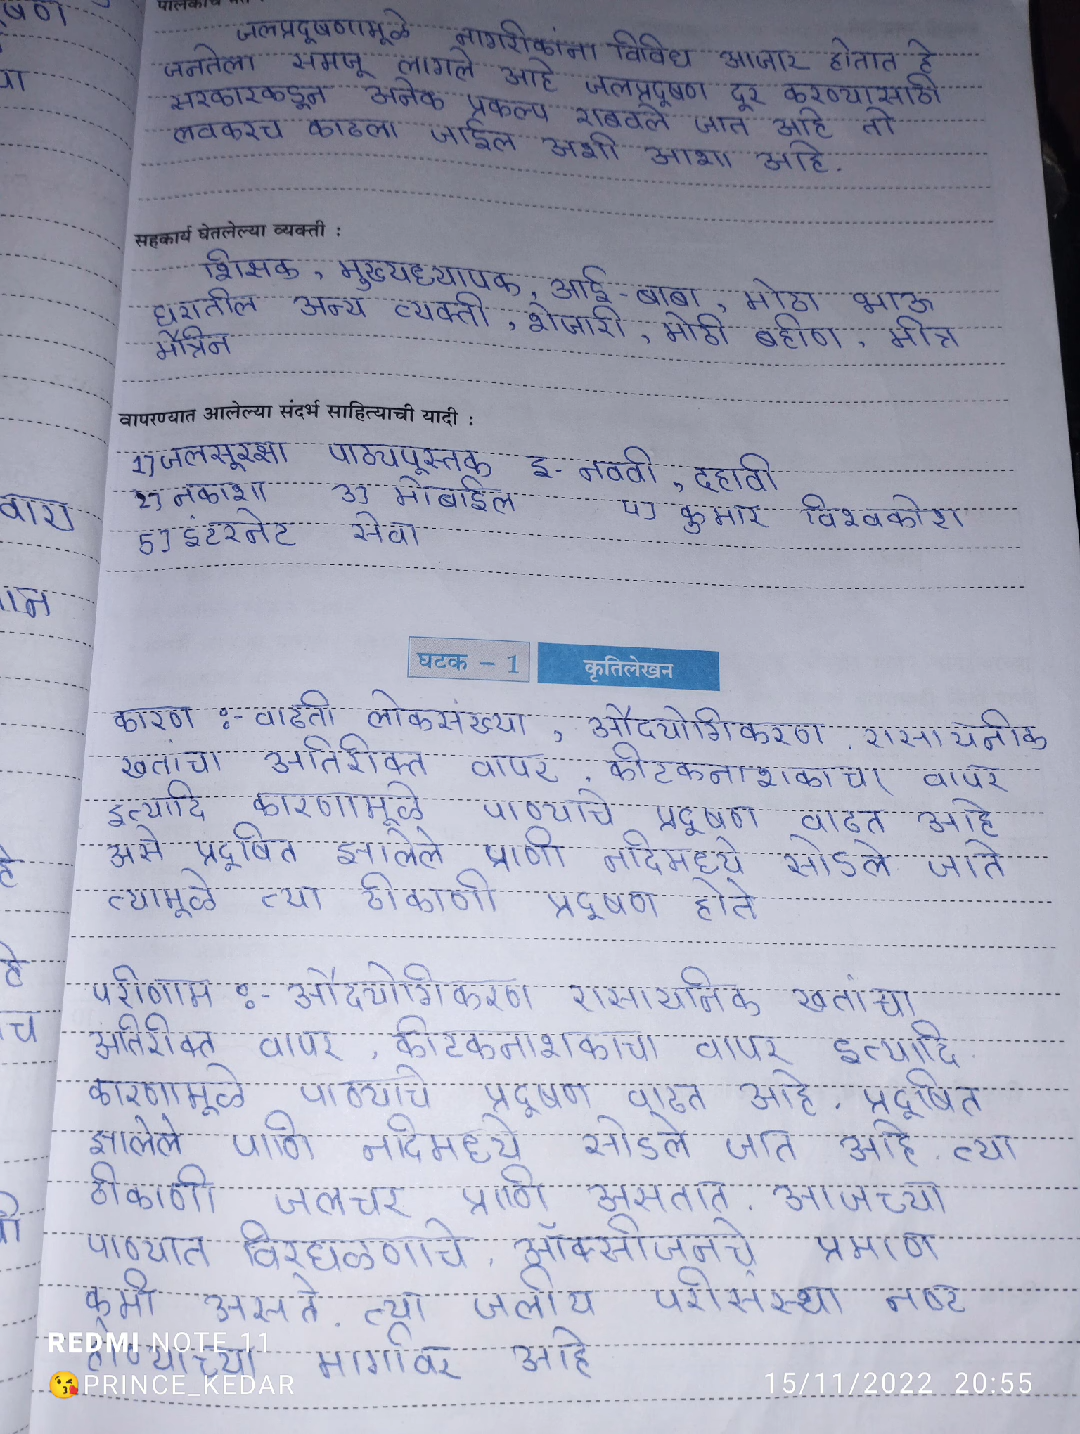 जलप्रदूषणामूळे नागरीकांना विविध आजार होतात हे
जनतेला समजू लागले आहे जलप्रदूषण दूर करण्यासाठी
सरकारकडून अनेक प्रकल्प राबवले जात आहे तो
लवकरच काढला जाईल अशी आशा आहे.
सहकार्य घेतलेल्या व्यक्ती :
शिक्षक, मुख्यध्यापक, आई-बाबा, मोठा भाऊ
घरातील अन्य व्यक्ती, शेजारी, मोठी बहीण, मीत्र
मैत्रिन
वापरण्यात आलेल्या संदर्भ साहित्याची यादी :
1) जलसूरक्षा पाठ्यपूस्तक इ- नववी, दहावी
2) नकाशा 3) मोबाईल 4) कुमार विश्वकोश
5) इंटरनेट सेवा
घटक - 1 कृतिलेखन
कारण :- वाढती लोकसंख्या, औद्योगिकरण, रासायनीक
खतांचा अतिरिक्त वापर, कीटकनाशकाचा वापर
इत्यादि कारणामूळे पाण्याचे प्रदूषण वाढत आहे
असे प्रदूषित झालेले प्राणी नदिमध्ये सोडले जाते
त्यामूळे त्या ठीकाणी प्रदूषण होते
परीणाम :- औद्योगिकरण रासायनिक खतांचा
अतिरीक्त वापर, कीटकनाशकाचा वापर इत्यादि
कारणामूळे पाण्याचे प्रदूषण वाढत आहे. प्रदूषित
झालेले पाणि नदिमध्ये सोडले जात आहे. त्या
ठीकाणी जलचर प्राणि असतात. आजच्या
पाण्यात विरघळणाचे, ऑक्सीजनचे प्रमाण
कमी असते. त्या जलीय परीसंस्था नष्ट
होण्याच्या मार्गावर आहे
REDMI NOTE 11
PRINCE_KEDAR 15/11/2022 20:55